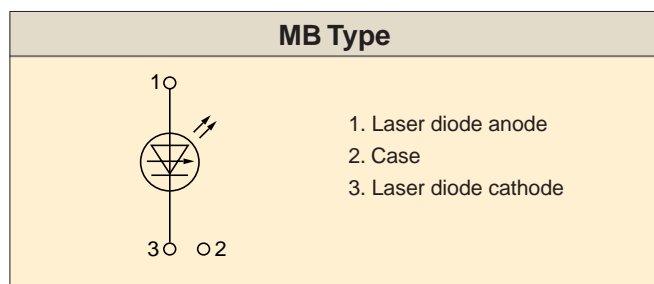 MB Type
1
1. Laser diode anode
2. Case
3. Laser diode cathode
3 2